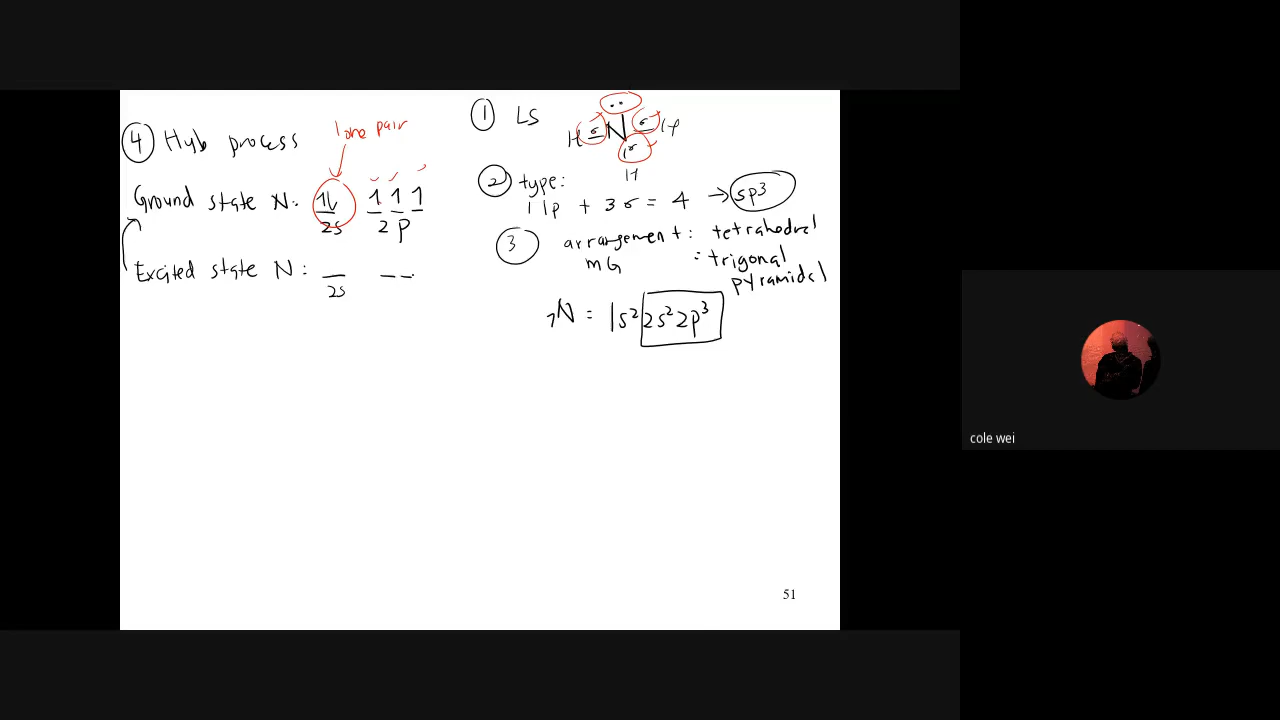 ④ Hyb process
lone pair
Ground state N: 1l 1 1 1
2s 2p
Excited state N: _ _ _
2s
① LS
H σ N σ H
σ
H
② type:
1 lp + 3 σ = 4 → sp³
③ arrangement: tetrahedral
MG : trigonal
pyramidal
₇N = 1s² 2s² 2p³
51
cole wei